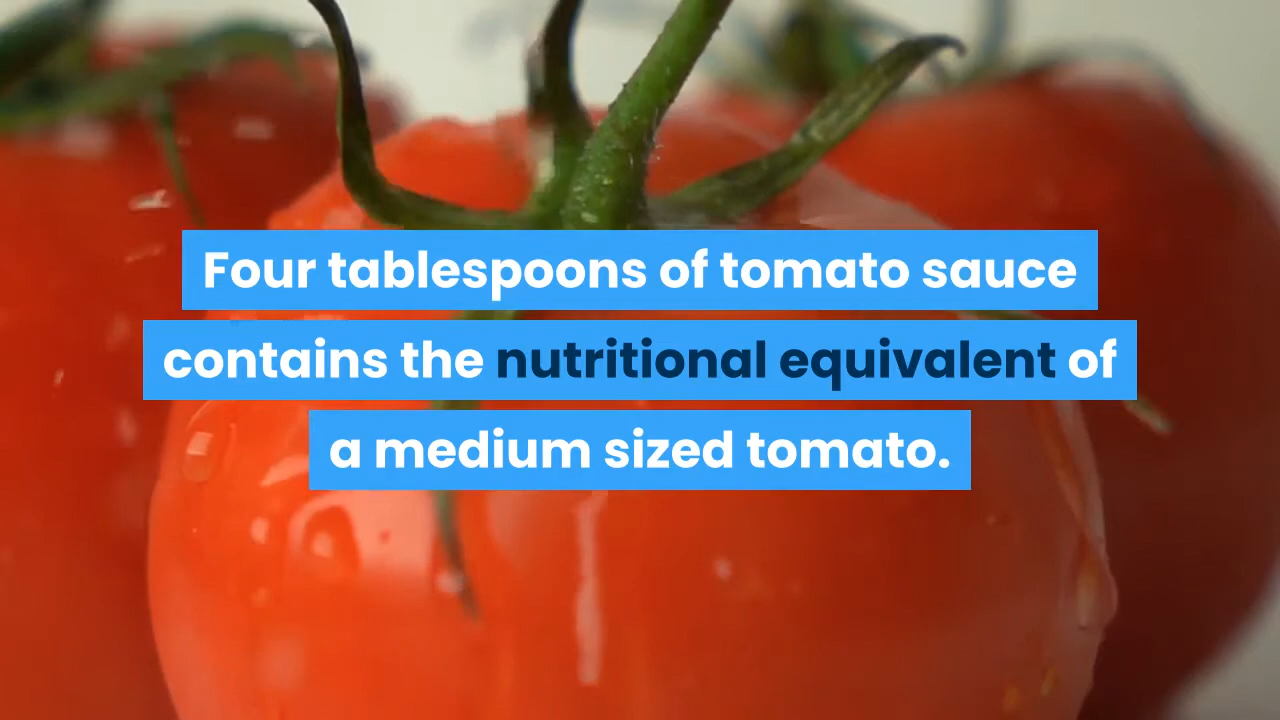 Four tablespoons of tomato sauce
contains the nutritional equivalent of
a medium sized tomato.